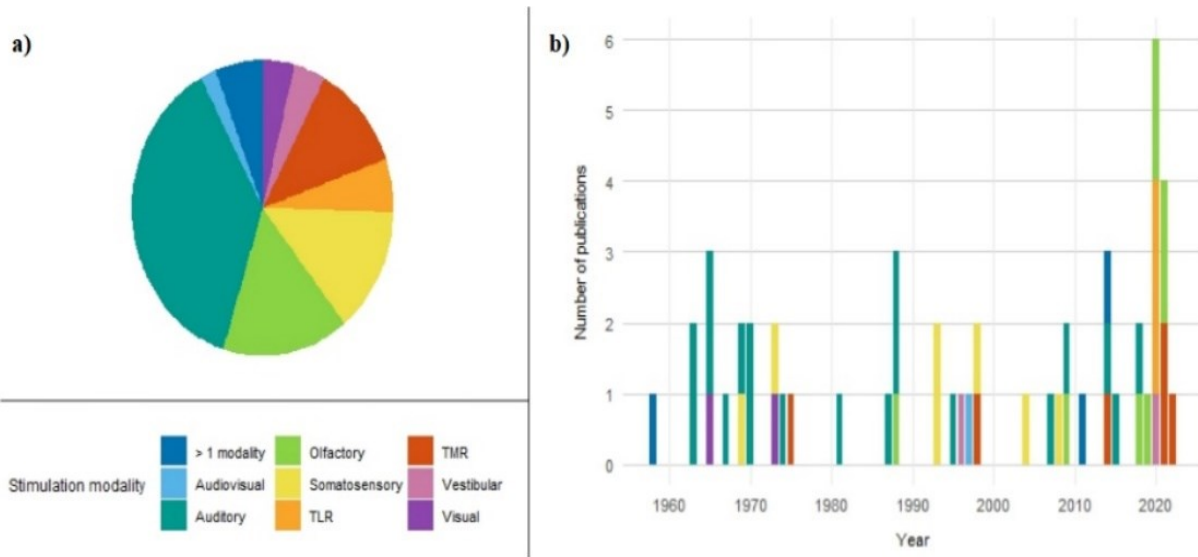 a)
Stimulation modality
> 1 modality
Audiovisual
Auditory
Olfactory
Somatosensory
TLR
TMR
Vestibular
Visual
b)
Number of publications
6
5
4
3
2
1
0
1960 1970 1980 1990 2000 2010 2020
Year